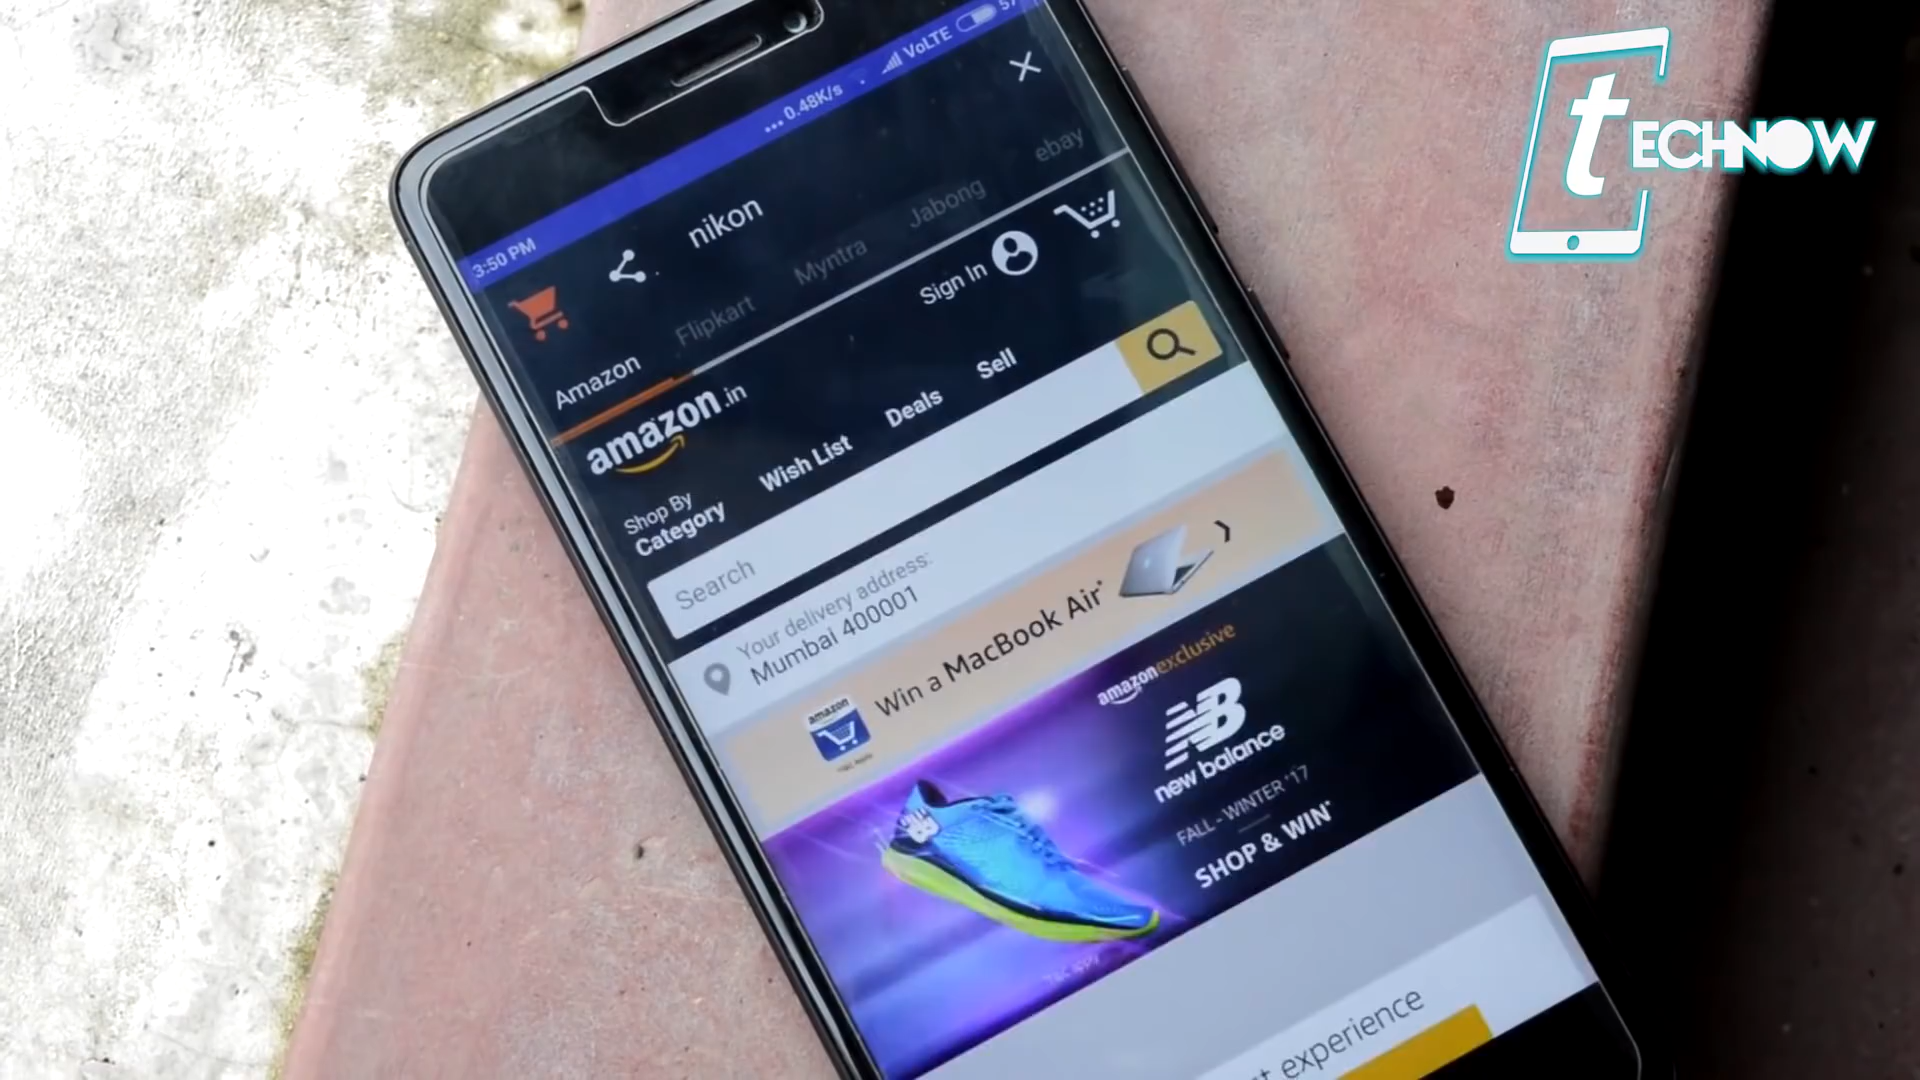 tECHNOW
3:50 PM
... 0.48K/s
VoLTE
57
nikon
Amazon
Flipkart
Myntra
Jabong
ebay
amazon.in
Sign In
Shop By
Category
Wish List
Deals
Sell
Search
Your delivery address:
Mumbai 400001
amazon
Win a MacBook Air*
amazonexclusive
NB
new balance
FALL - WINTER '17
SHOP & WIN*
experience